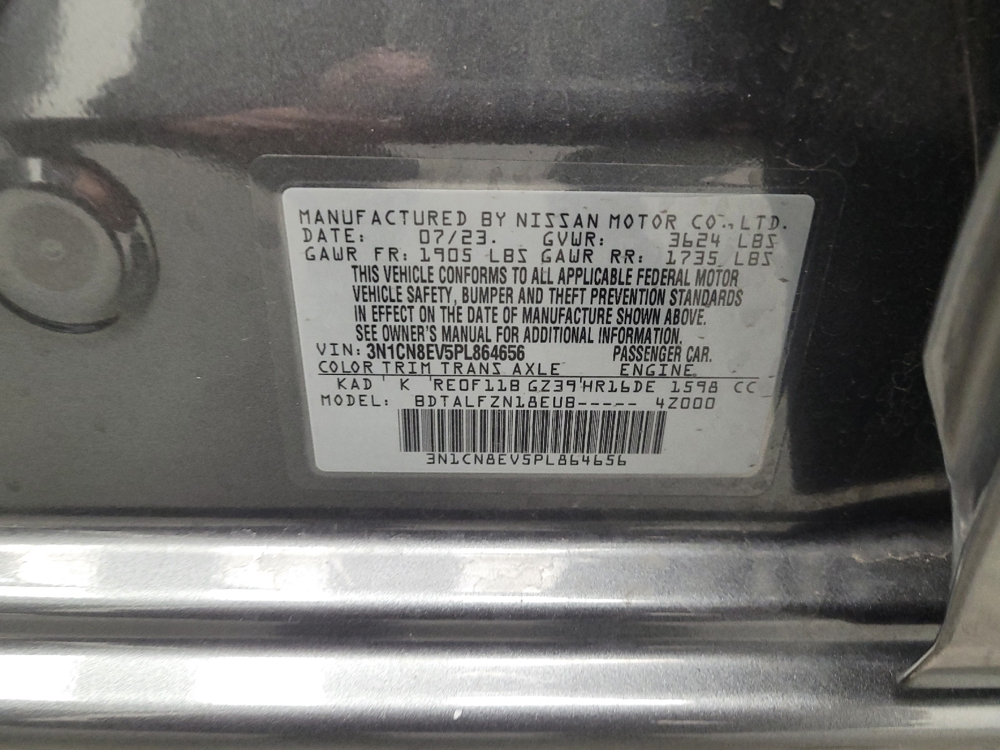 MANUFACTURED BY NISSAN MOTOR CO., LTD.
DATE: 07/23. GVWR: 3624 LBS
GAWR FR: 1905 LBS GAWR RR: 1735 LBS
THIS VEHICLE CONFORMS TO ALL APPLICABLE FEDERAL MOTOR
VEHICLE SAFETY, BUMPER AND THEFT PREVENTION STANDARDS
IN EFFECT ON THE DATE OF MANUFACTURE SHOWN ABOVE.
SEE OWNER'S MANUAL FOR ADDITIONAL INFORMATION.
VIN: 3N1CN8EV5PL864656 PASSENGER CAR.
COLOR TRIM TRANS AXLE ENGINE
KAD K RE0F11B GZ39 HR16DE 1598 CC
MODEL: BDTALFZN18EUB----- 4Z000
3N1CN8EV5PL864656